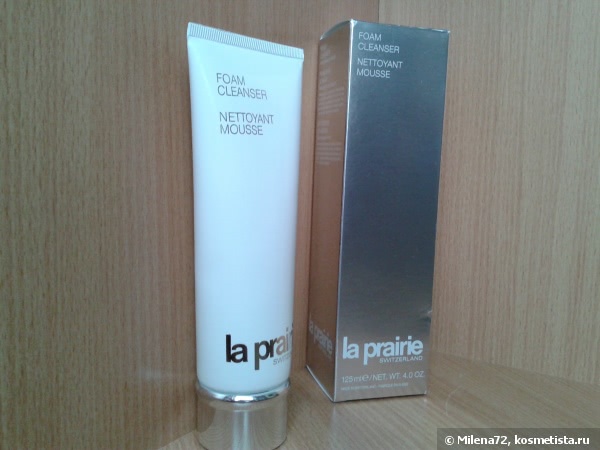 FOAM
CLEANSER
NETTOYANT
MOUSSE
la prairie
SWITZERLAND
FOAM
CLEANSER
NETTOYANT
MOUSSE
la prairie
SWITZERLAND
125 ml e / NET. WT. 4.0 OZ.
la prairie
© Milena72, kosmetista.ru